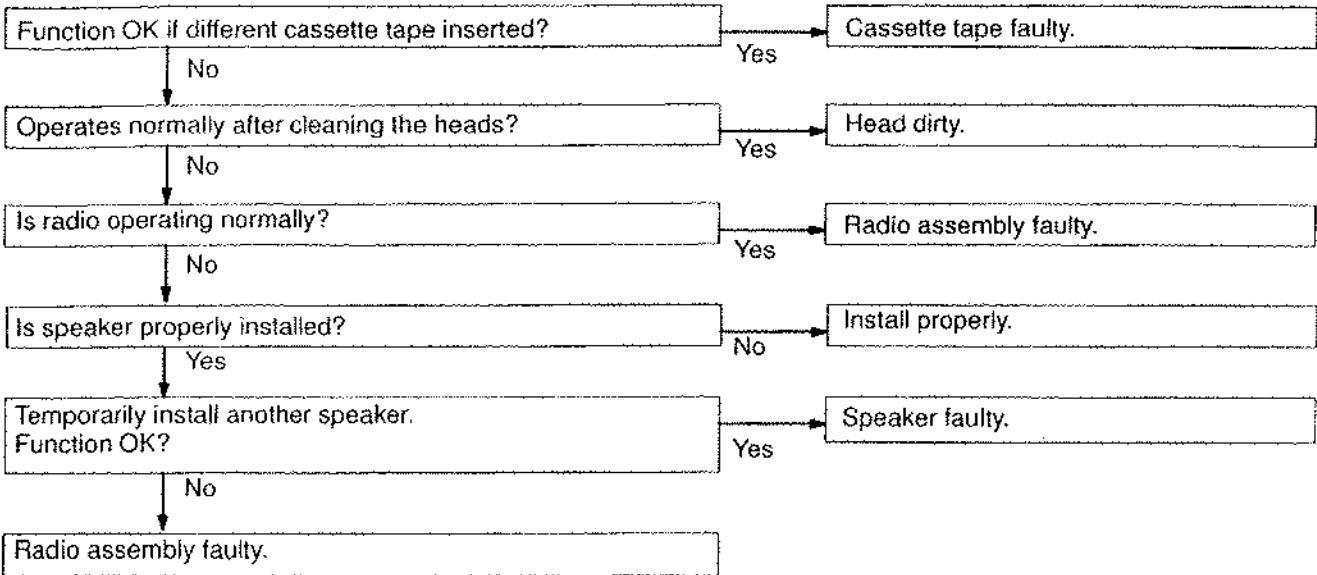 Function OK if different cassette tape inserted?
Yes
Cassette tape faulty.
No
Operates normally after cleaning the heads?
Yes
Head dirty.
No
Is radio operating normally?
Yes
Radio assembly faulty.
No
Is speaker properly installed?
No
Install properly.
Yes
Temporarily install another speaker.
Function OK?
Yes
Speaker faulty.
No
Radio assembly faulty.